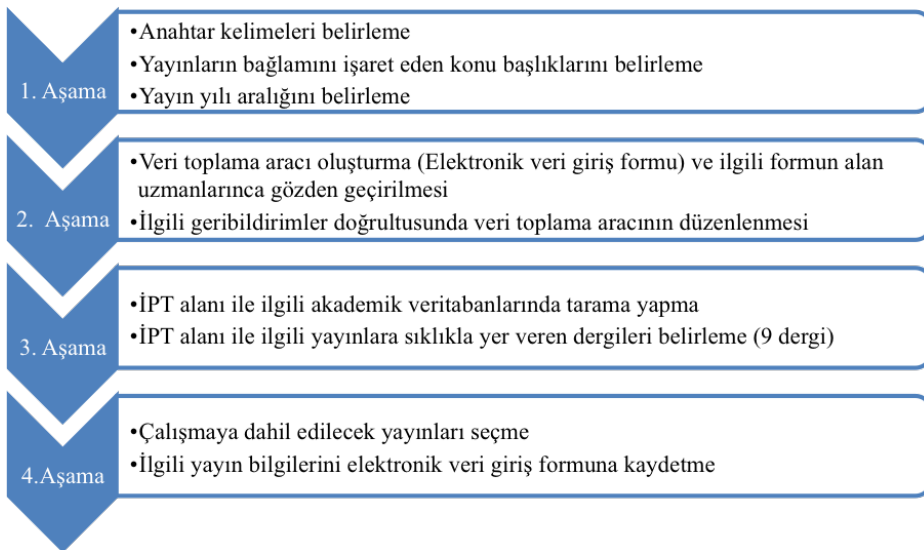 1. Aşama
•Anahtar kelimeleri belirleme
•Yayınların bağlamını işaret eden konu başlıklarını belirleme
•Yayın yılı aralığını belirleme
2. Aşama
•Veri toplama aracı oluşturma (Elektronik veri giriş formu) ve ilgili formun alan
uzmanlarınca gözden geçirilmesi
•İlgili geribildirimler doğrultusunda veri toplama aracının düzenlenmesi
3. Aşama
•İPT alanı ile ilgili akademik veritabanlarında tarama yapma
•İPT alanı ile ilgili yayınlara sıklıkla yer veren dergileri belirleme (9 dergi)
4.Aşama
•Çalışmaya dahil edilecek yayınları seçme
•İlgili yayın bilgilerini elektronik veri giriş formuna kaydetme